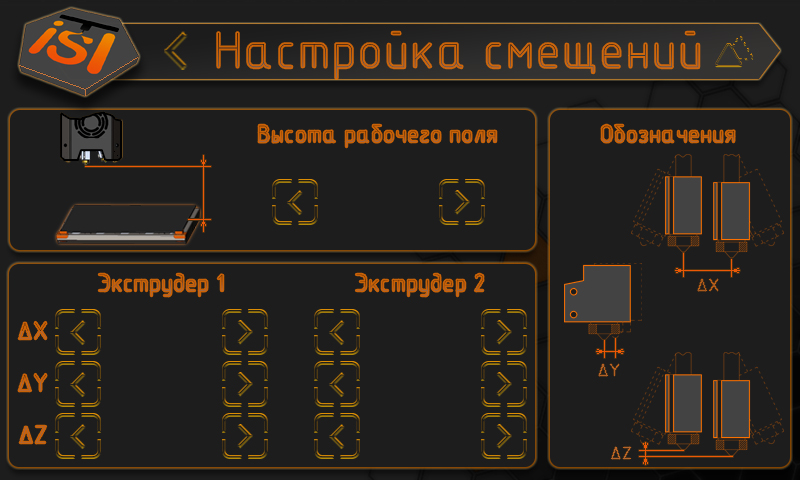 iSI
Настройка смещений
Высота рабочего поля
Обозначения
ΔX
ΔY
ΔZ
Экструдер 1
Экструдер 2
ΔX
ΔY
ΔZ